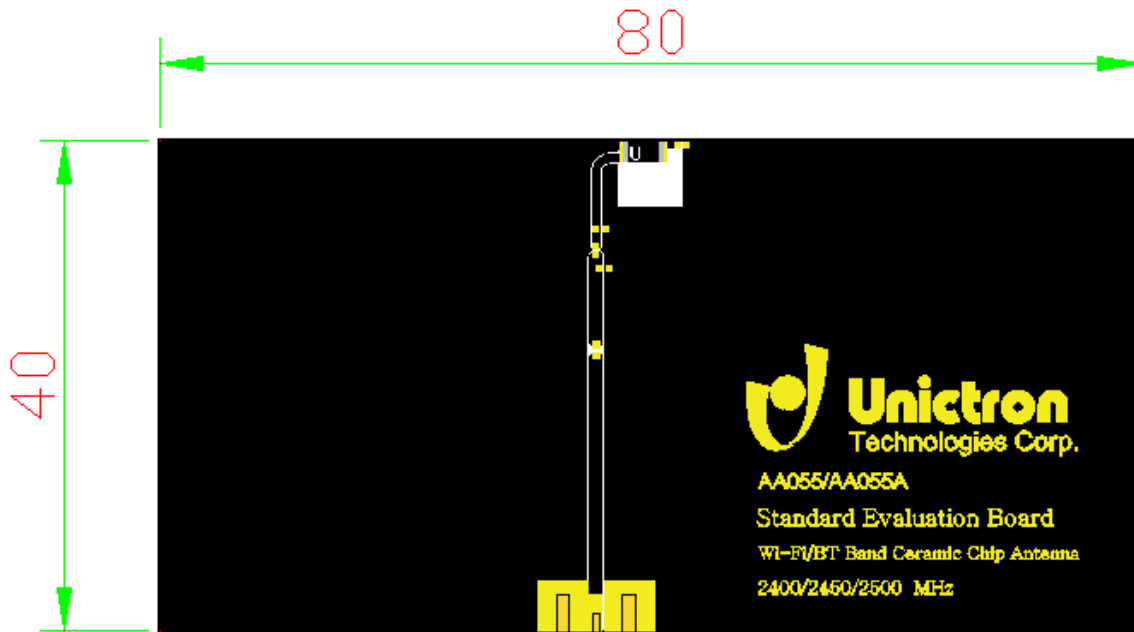 80
U
40
Unictron
Technologies Corp.
AA055/AA055A
Standard Evaluation Board
Wi-Fi/BT Band Ceramic Chip Antenna
2400/2450/2500 MHz